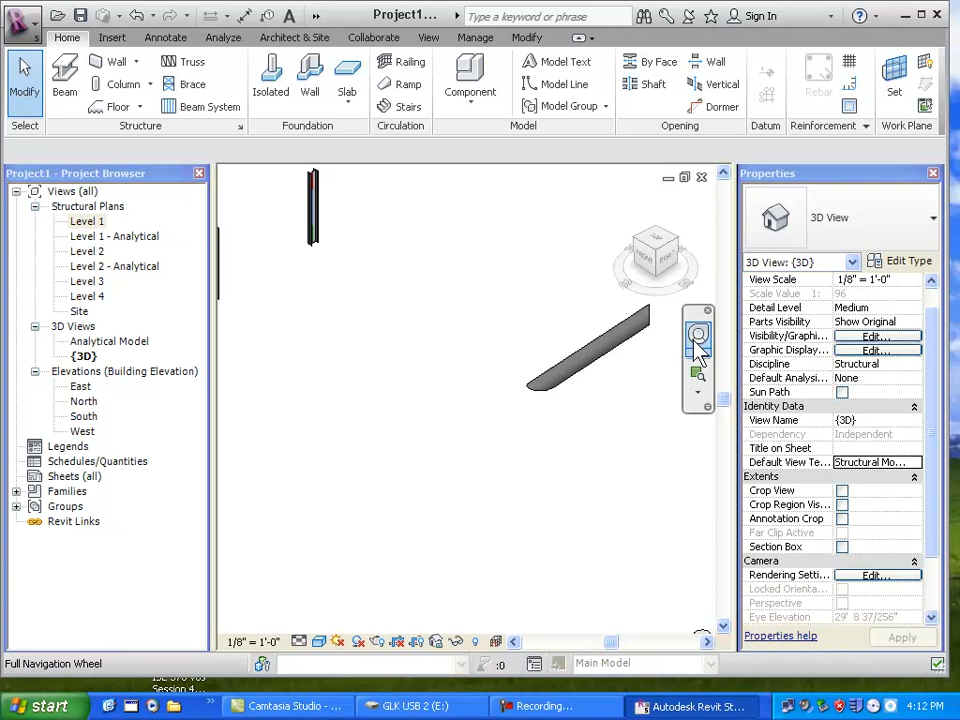 Project1...
Type a keyword or phrase
Sign In
Home Insert Annotate Analyze Architect & Site Collaborate View Manage Modify
Modify
Beam
Wall
Column
Floor
Truss
Brace
Beam System
Isolated
Wall
Slab
Railing
Ramp
Stairs
Component
Model Text
Model Line
Model Group
By Face
Shaft
Wall
Vertical
Dormer
Rebar
Set
Select Structure Foundation Circulation Model Opening Datum Reinforcement Work Plane
Project1 - Project Browser
Views (all)
Structural Plans
Level 1
Level 1 - Analytical
Level 2
Level 2 - Analytical
Level 3
Level 4
Site
3D Views
Analytical Model
{3D}
Elevations (Building Elevation)
East
North
South
West
Legends
Schedules/Quantities
Sheets (all)
Families
Groups
Revit Links
Properties
3D View
3D View: {3D}
Edit Type
View Scale 1/8" = 1'-0"
Scale Value 1: 96
Detail Level Medium
Parts Visibility Show Original
Visibility/Graphi... Edit...
Graphic Display... Edit...
Discipline Structural
Default Analysi... None
Sun Path
Identity Data
View Name {3D}
Dependency Independent
Title on Sheet
Default View Te... Structural Mo...
Extents
Crop View
Crop Region Vis...
Annotation Crop
Far Clip Active
Section Box
Camera
Rendering Setti... Edit...
Locked Orienta...
Perspective
Eye Elevation 29' 8 37/256"
Properties help
Apply
1/8" = 1'-0"
Full Navigation Wheel
:0
Main Model
Session 4...
start
Camtasia Studio - ...
GLK USB 2 (E:)
Recording...
Autodesk Revit St...
4:12 PM